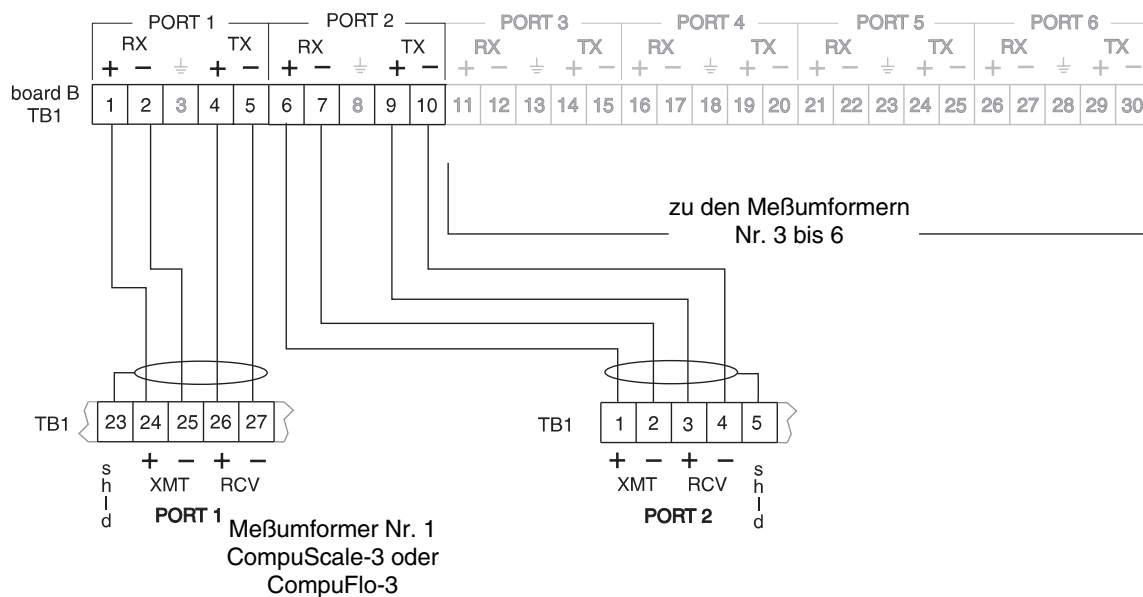 PORT 1 PORT 2 PORT 3 PORT 4 PORT 5 PORT 6
RX TX RX TX RX TX RX TX RX TX RX TX
+ − + − + − + − + − + − + − + − + − + − + − + −
board B
TB1
1 2 3 4 5 6 7 8 9 10 11 12 13 14 15 16 17 18 19 20 21 22 23 24 25 26 27 28 29 30
zu den Meßumformern
Nr. 3 bis 6
TB1 23 24 25 26 27
+ − + −
XMT RCV
shld
PORT 1
TB1 1 2 3 4 5
+ − + −
XMT RCV
shld
PORT 2
Meßumformer Nr. 1
CompuScale-3 oder
CompuFlo-3